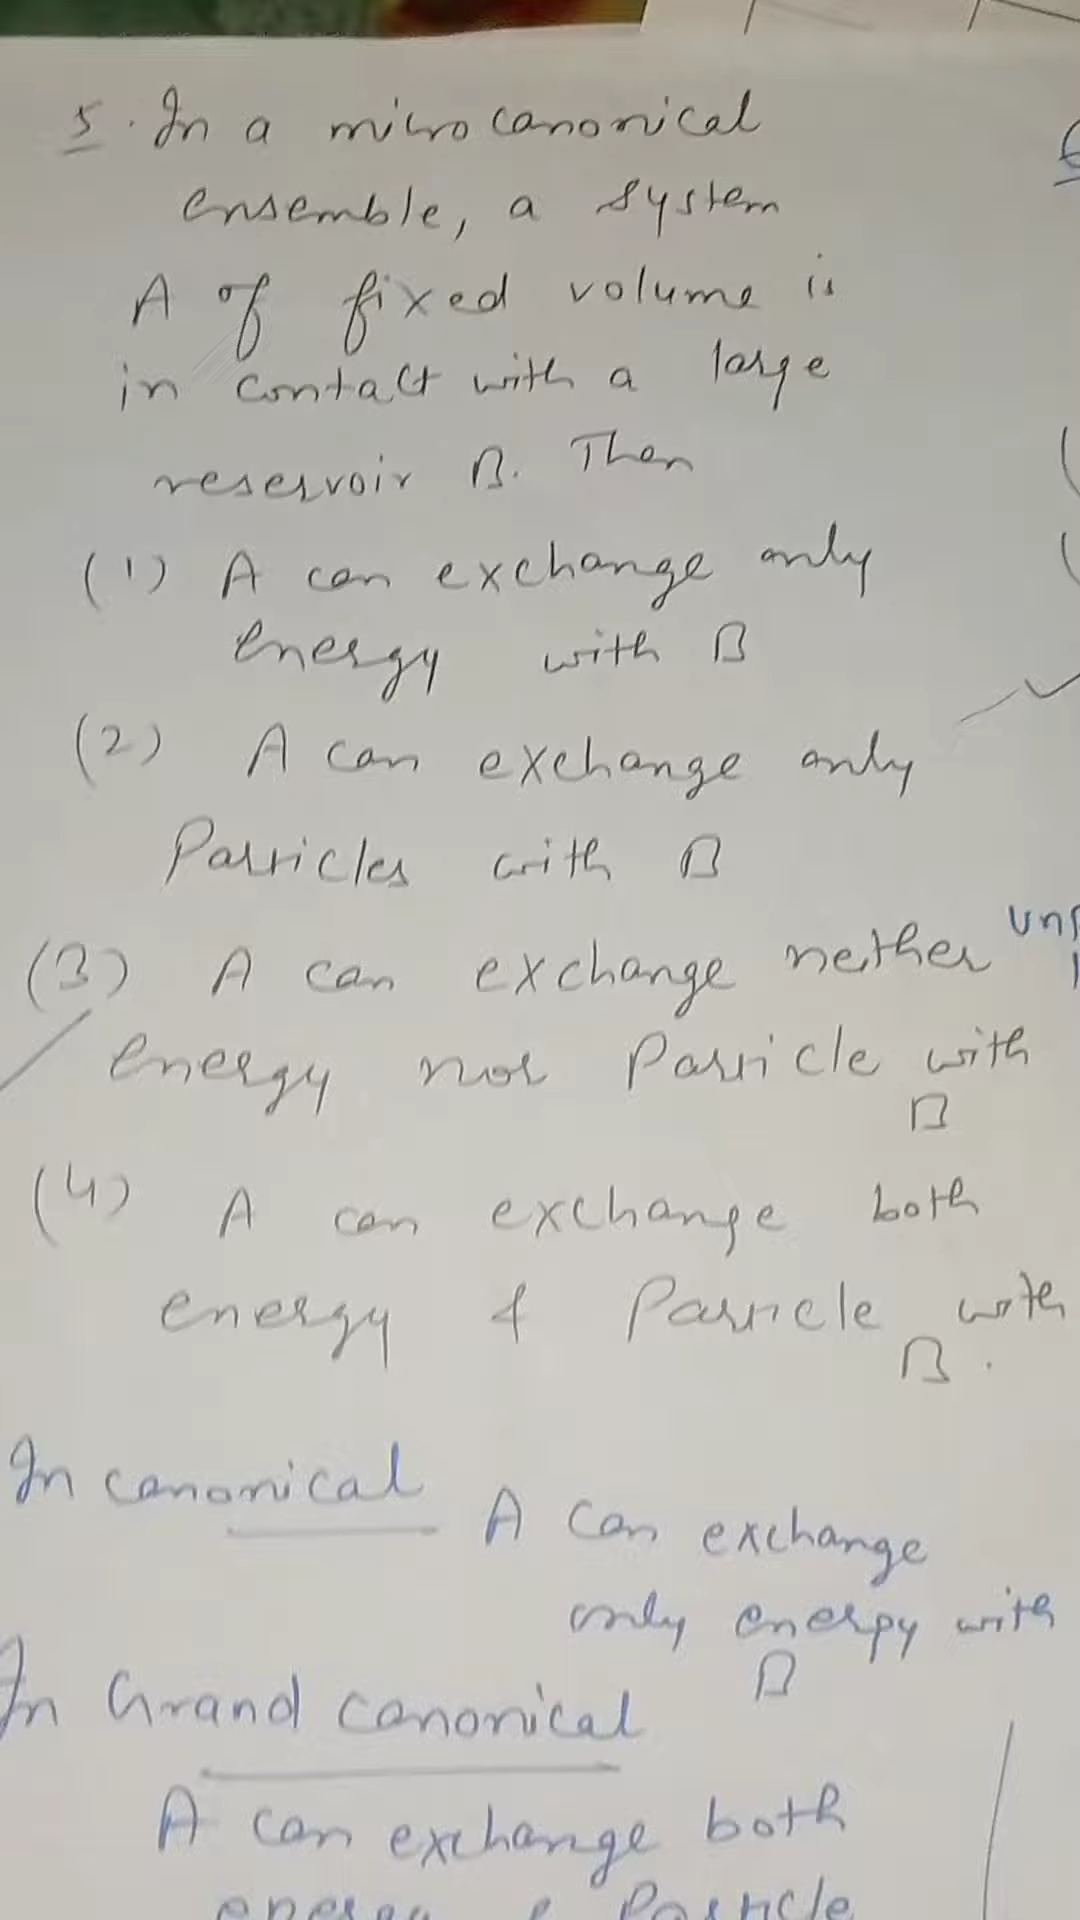 5. In a microcanonical
ensemble, a system
A of fixed volume is
in contact with a large
reservoir B. Then
(1) A can exchange only
energy with B
(2) A can exchange only
Particles with B
(3) A can exchange neither
energy nor Particle with
B
(4) A can exchange both
energy & Particle with
B.
In canonical A can exchange
only energy with
B
In Grand canonical
A can exchange both
energy & Particle